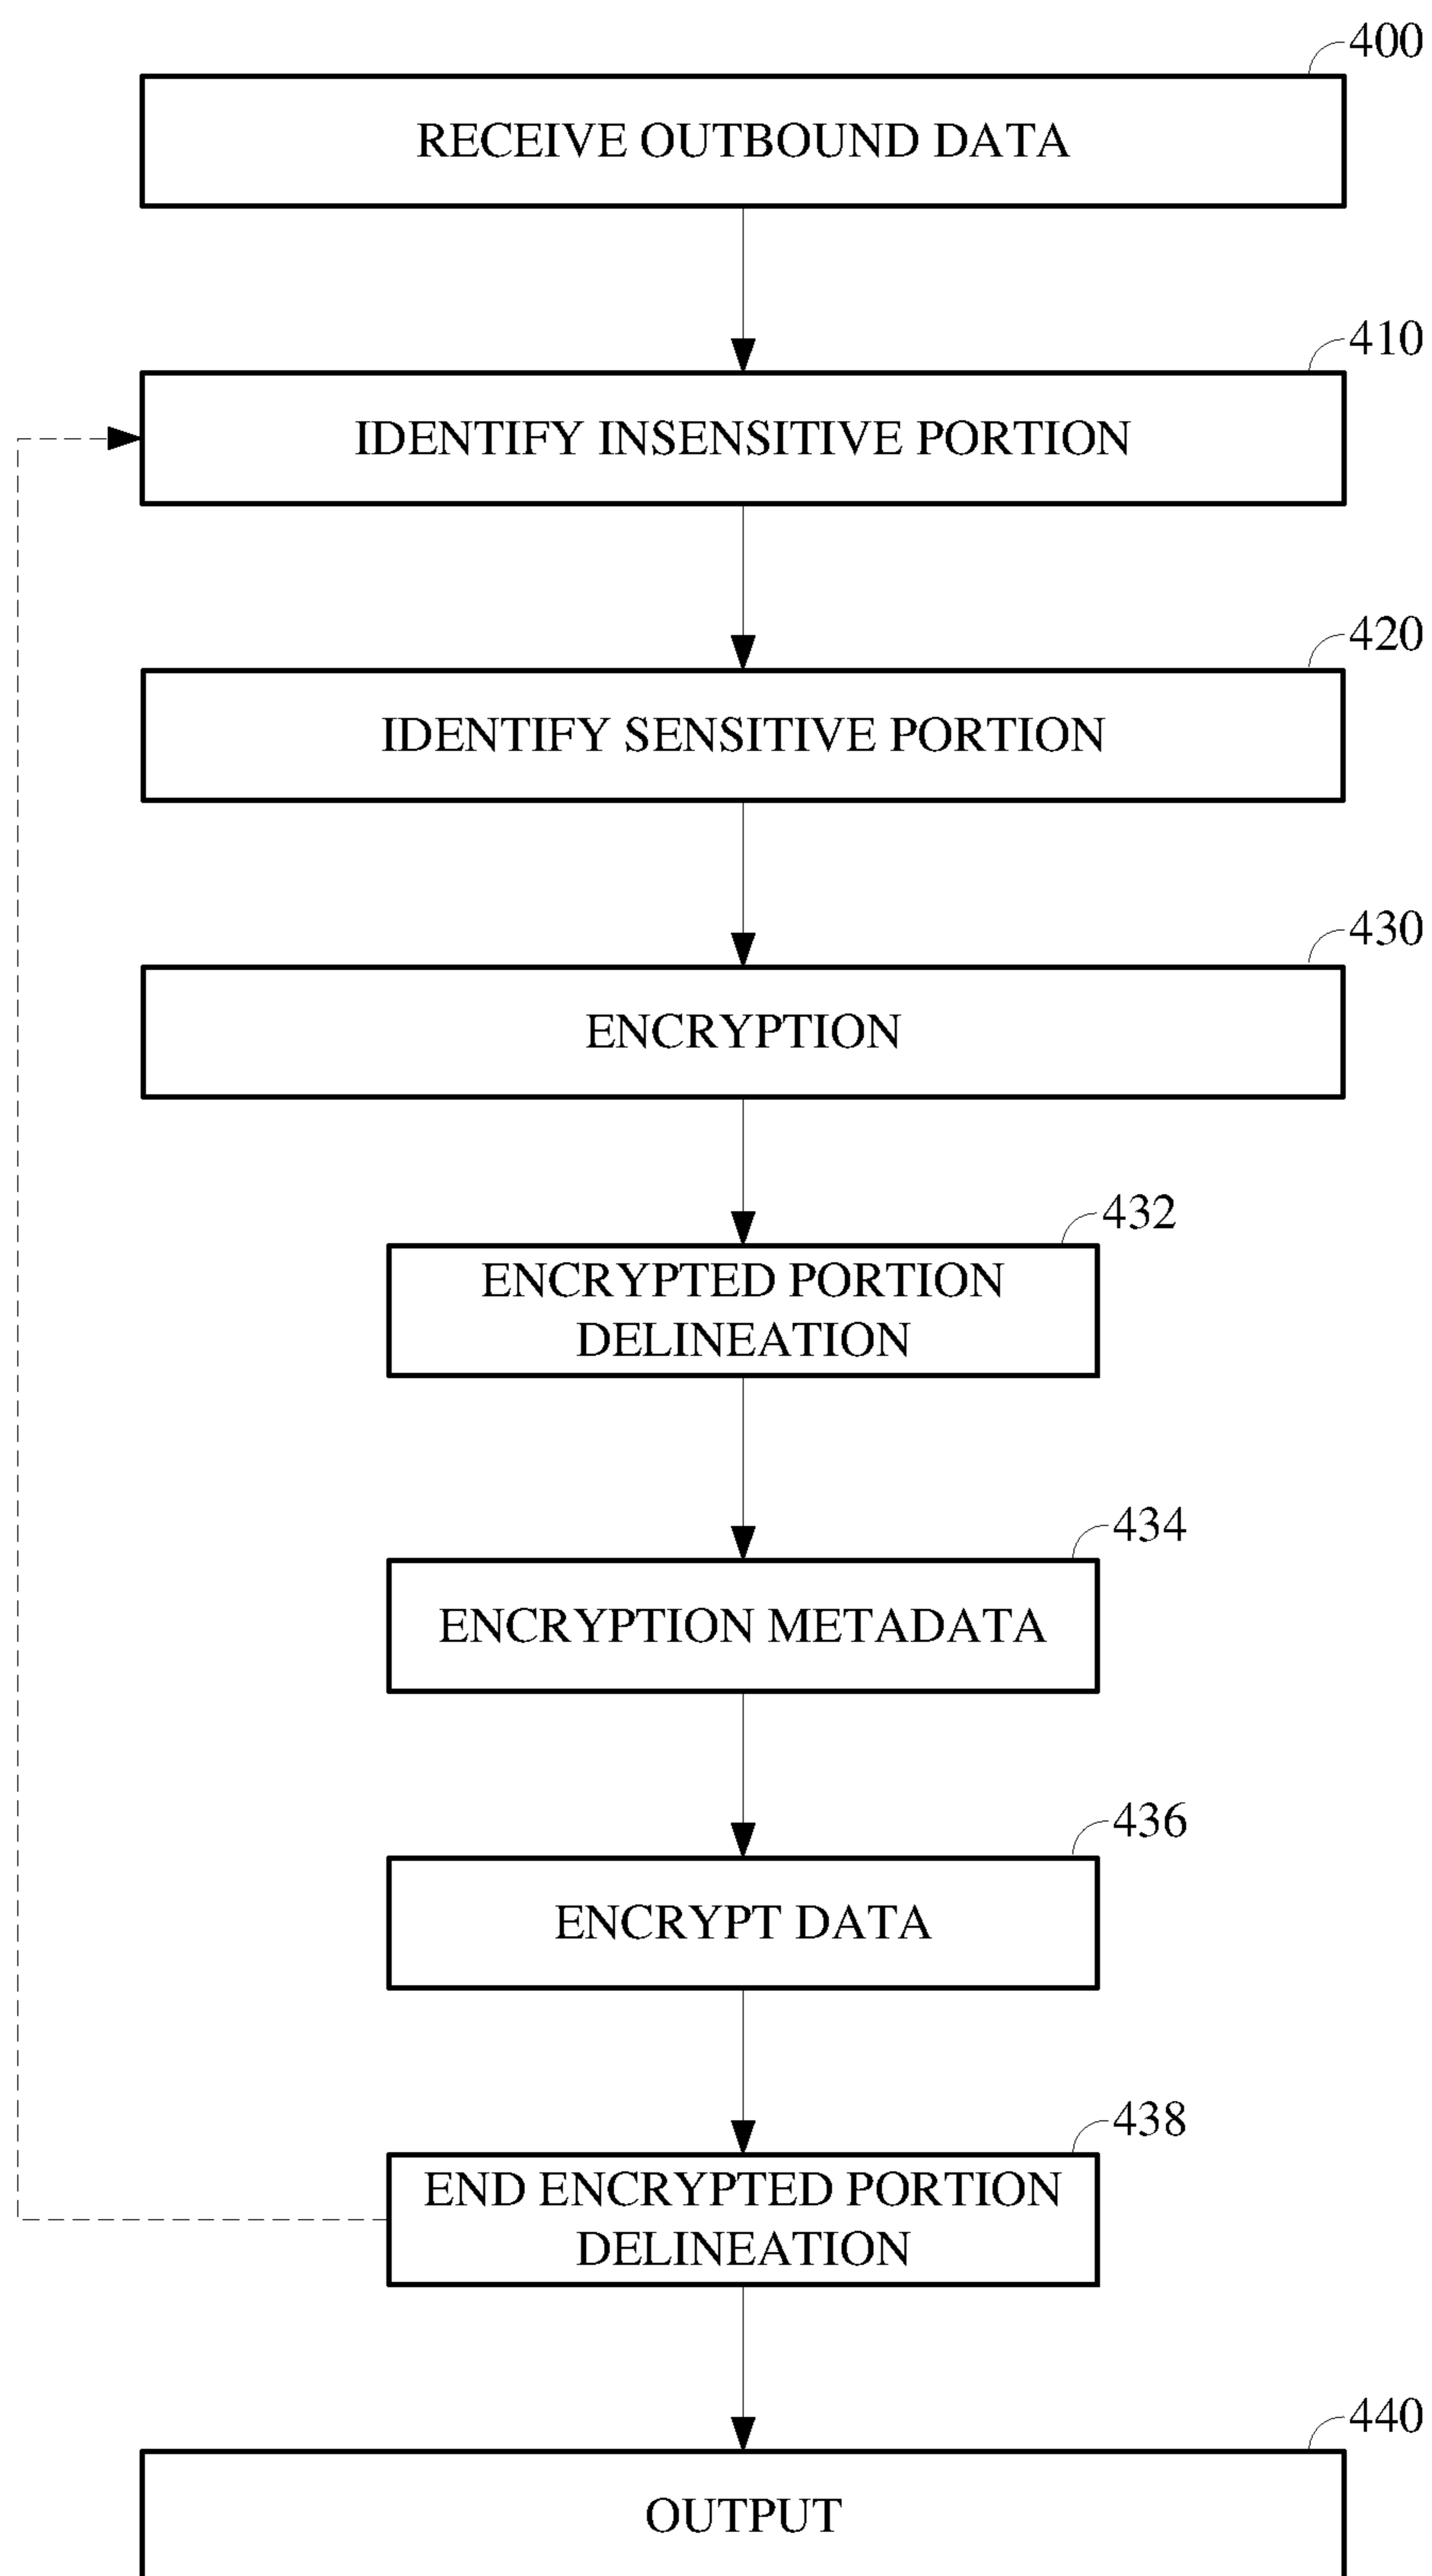 400
RECEIVE OUTBOUND DATA
410
IDENTIFY INSENSITIVE PORTION
420
IDENTIFY SENSITIVE PORTION
430
ENCRYPTION
432
ENCRYPTED PORTION
DELINEATION
434
ENCRYPTION METADATA
436
ENCRYPT DATA
438
END ENCRYPTED PORTION
DELINEATION
440
OUTPUT